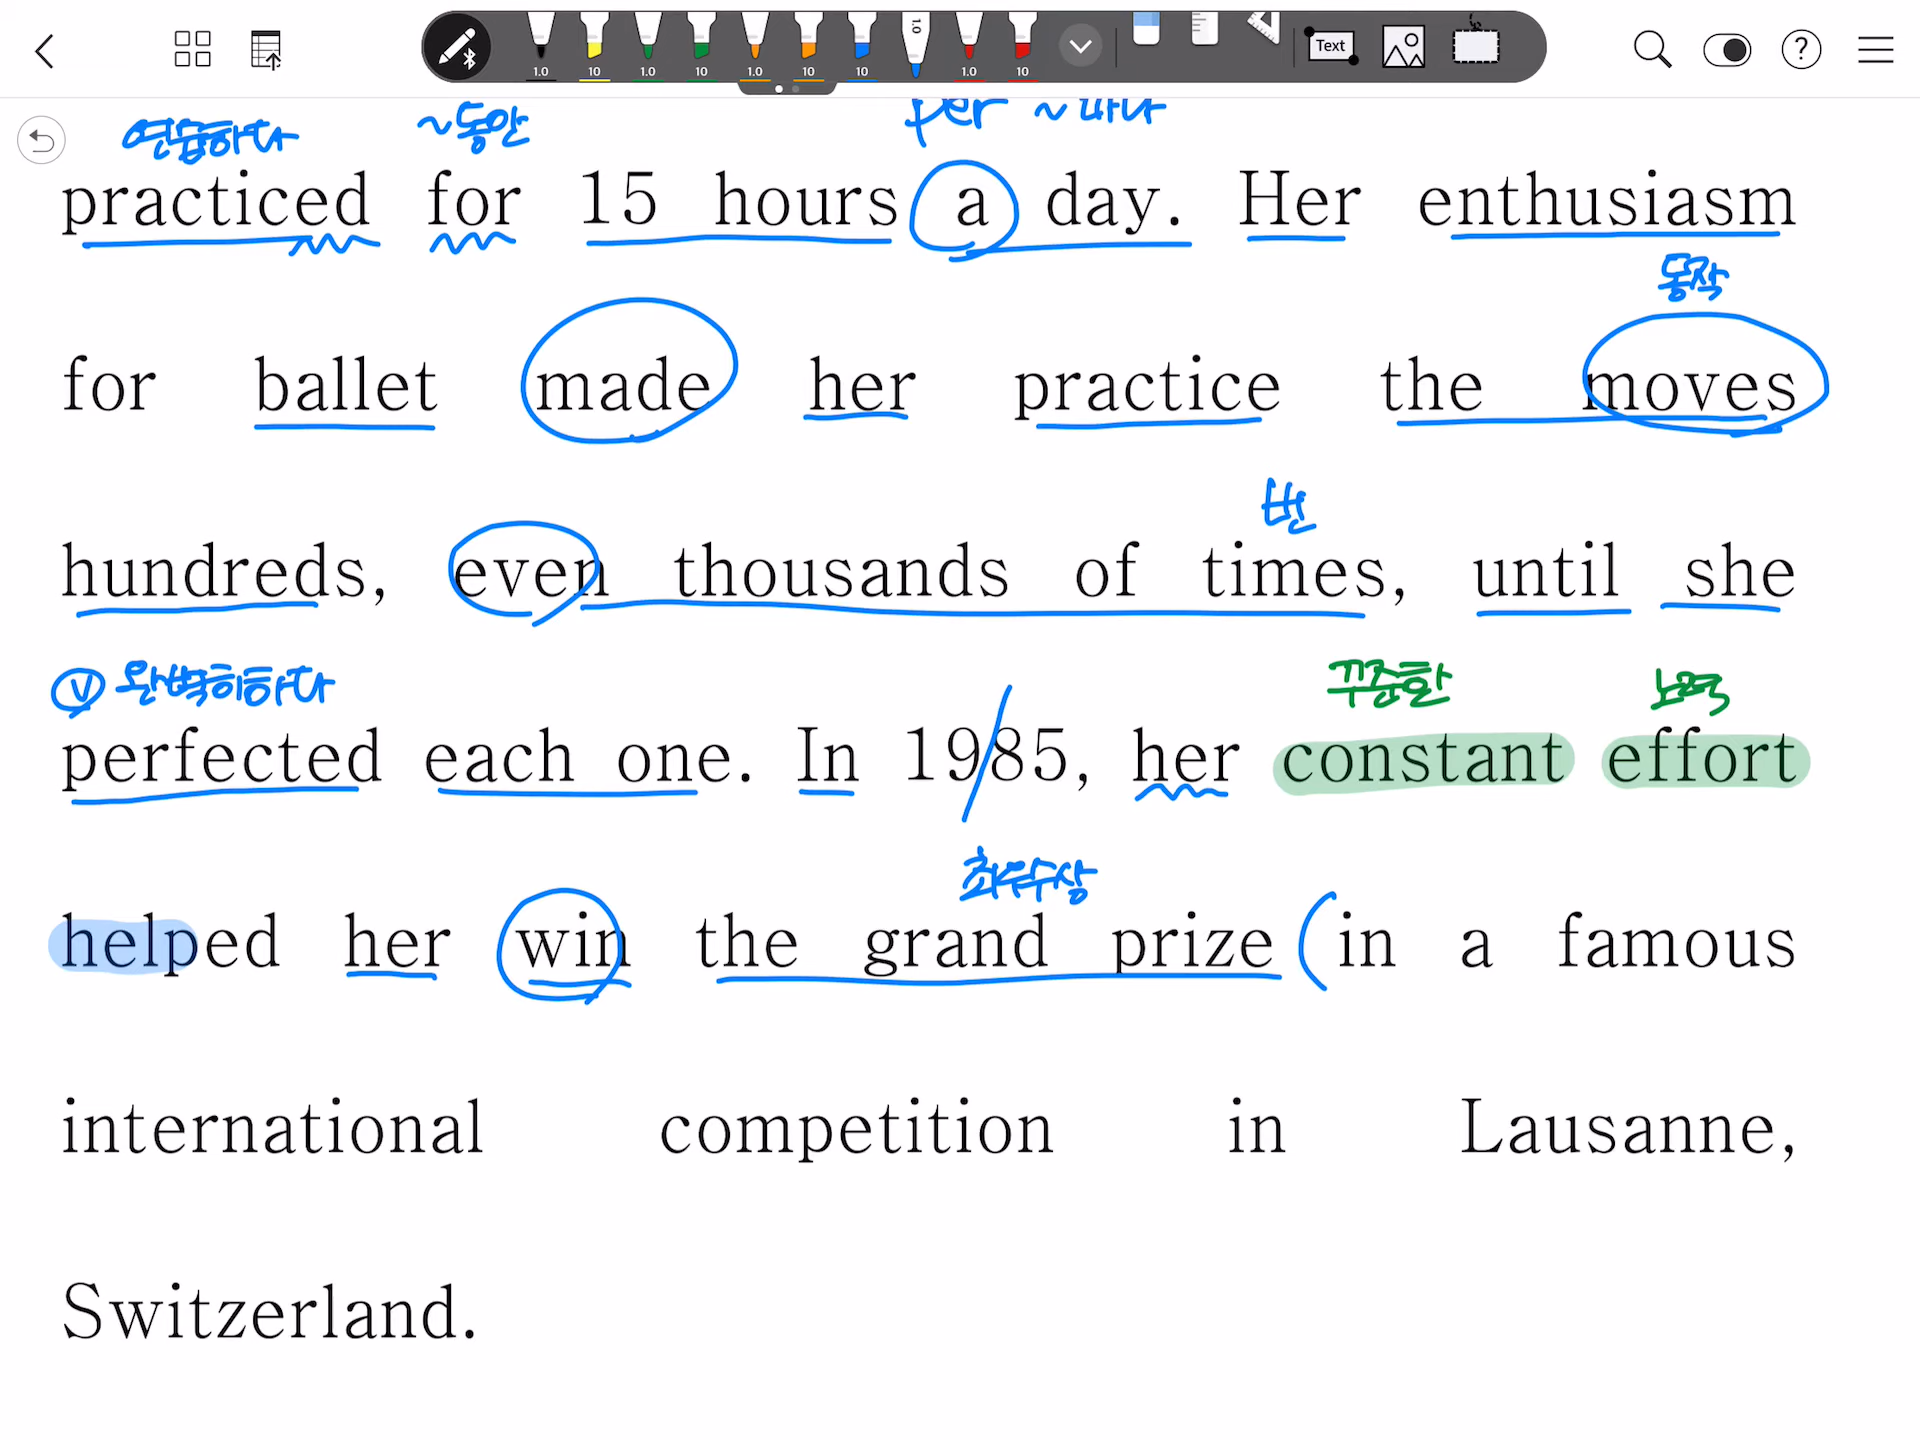 1.0 10 1.0 10 1.0 10 10 1.0 1.0 10 Text
연습하다 ~동안 per ~마다
practiced for 15 hours a day. Her enthusiasm
동작
for ballet made her practice the moves
번
hundreds, even thousands of times, until she
ⓥ 완벽히하다 꾸준한 노력
perfected each one. In 1985, her constant effort
최우수상
helped her win the grand prize in a famous
international competition in Lausanne,
Switzerland.